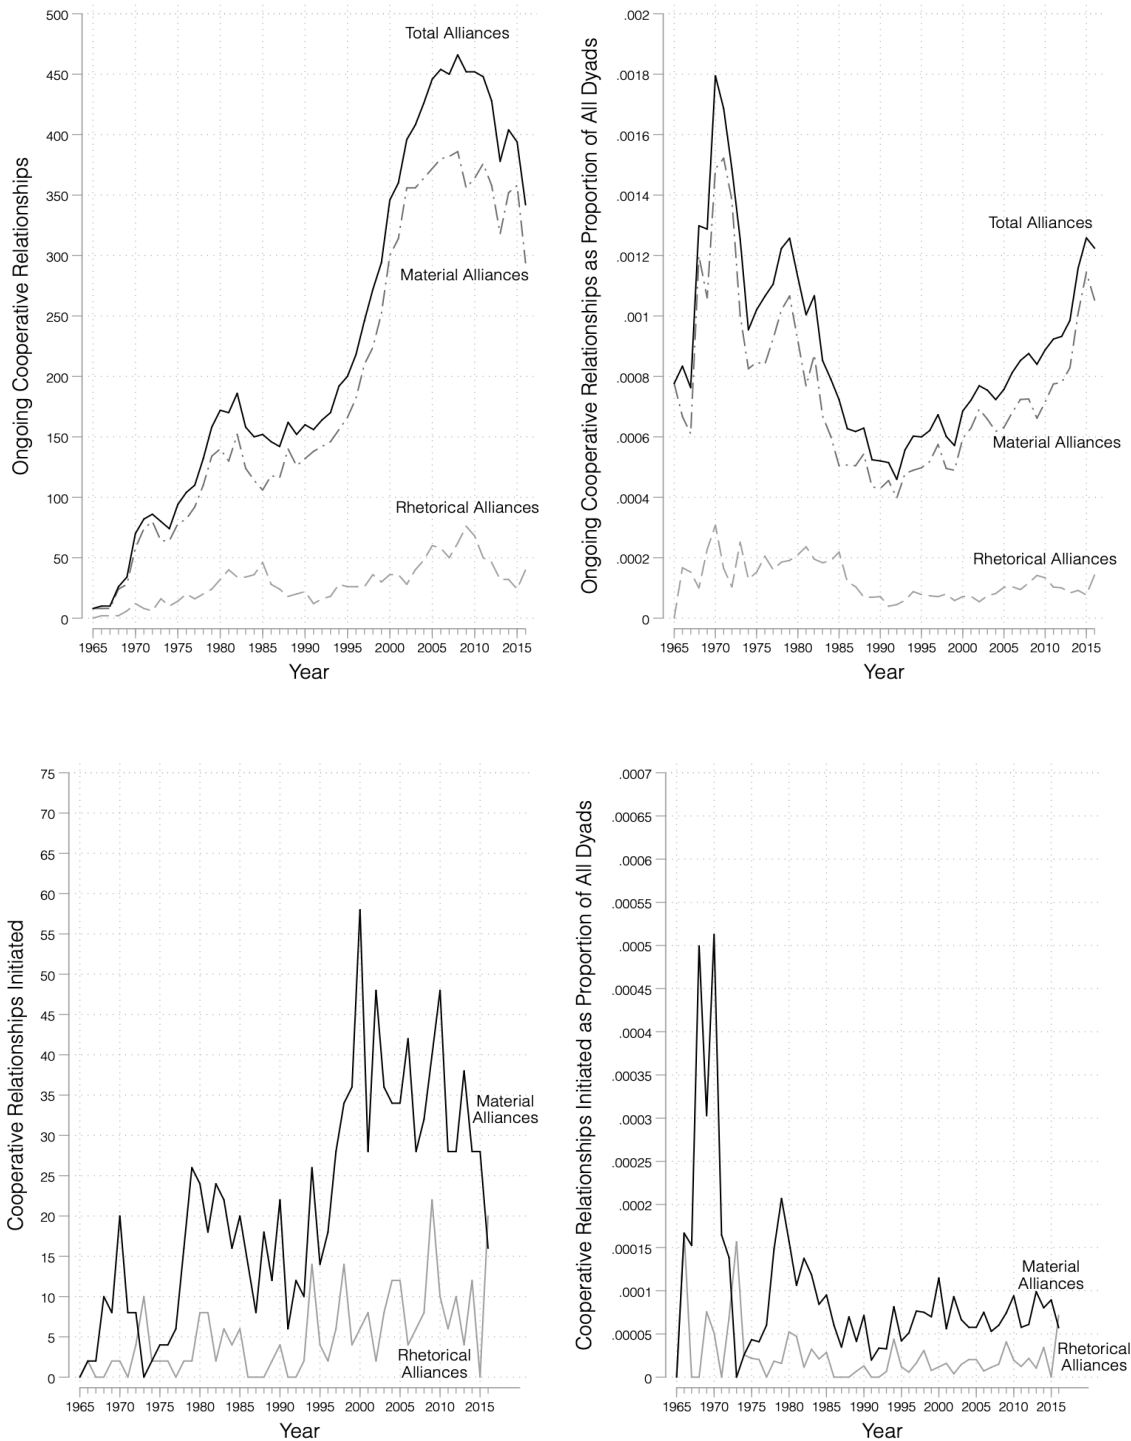 Ongoing Cooperative Relationships
500
450
400
350
300
250
200
150
100
50
0
Total Alliances
Material Alliances
Rhetorical Alliances
1965 1970 1975 1980 1985 1990 1995 2000 2005 2010 2015
Year
Ongoing Cooperative Relationships as Proportion of All Dyads
.002
.0018
.0016
.0014
.0012
.001
.0008
.0006
.0004
.0002
0
Total Alliances
Material Alliances
Rhetorical Alliances
1965 1970 1975 1980 1985 1990 1995 2000 2005 2010 2015
Year
Cooperative Relationships Initiated
75
70
65
60
55
50
45
40
35
30
25
20
15
10
5
0
Material
Alliances
Rhetorical
Alliances
1965 1970 1975 1980 1985 1990 1995 2000 2005 2010 2015
Year
Cooperative Relationships Initiated as Proportion of All Dyads
.0007
.00065
.0006
.00055
.0005
.00045
.0004
.00035
.0003
.00025
.0002
.00015
.0001
.00005
0
Material
Alliances
Rhetorical
Alliances
1965 1970 1975 1980 1985 1990 1995 2000 2005 2010 2015
Year